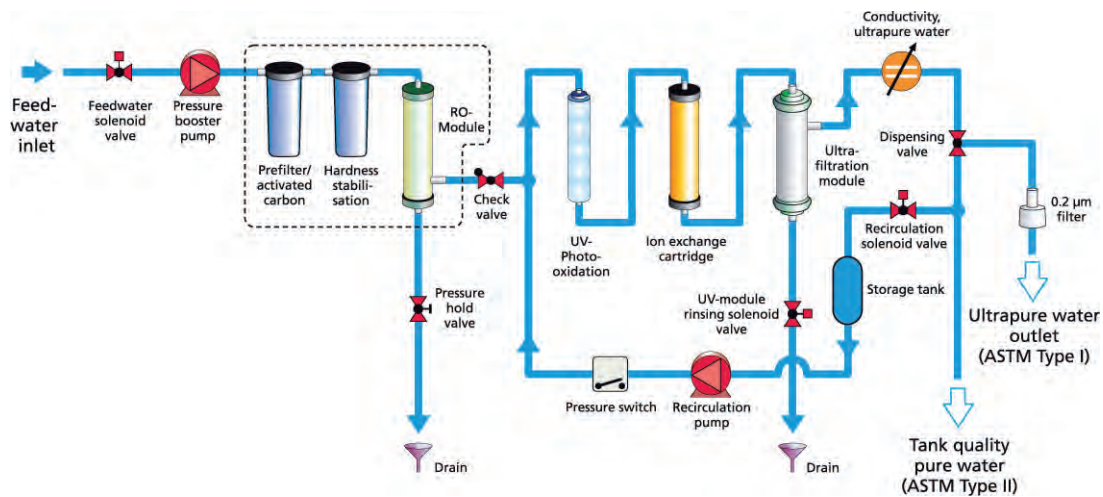 Feed-
water
inlet
Feedwater
solenoid
valve
Pressure
booster
pump
Prefilter/
activated
carbon
Hardness
stabili-
sation
RO-
Module
Check
valve
Pressure
hold
valve
Drain
UV-
Photo-
oxidation
Ion exchange
cartridge
Ultra-
filtration
module
Conductivity,
ultrapure water
Dispensing
valve
0.2 µm
filter
Recirculation
solenoid valve
Storage tank
UV-module
rinsing solenoid
valve
Pressure switch
Recirculation
pump
Drain
Ultrapure water
outlet
(ASTM Type I)
Tank quality
pure water
(ASTM Type II)